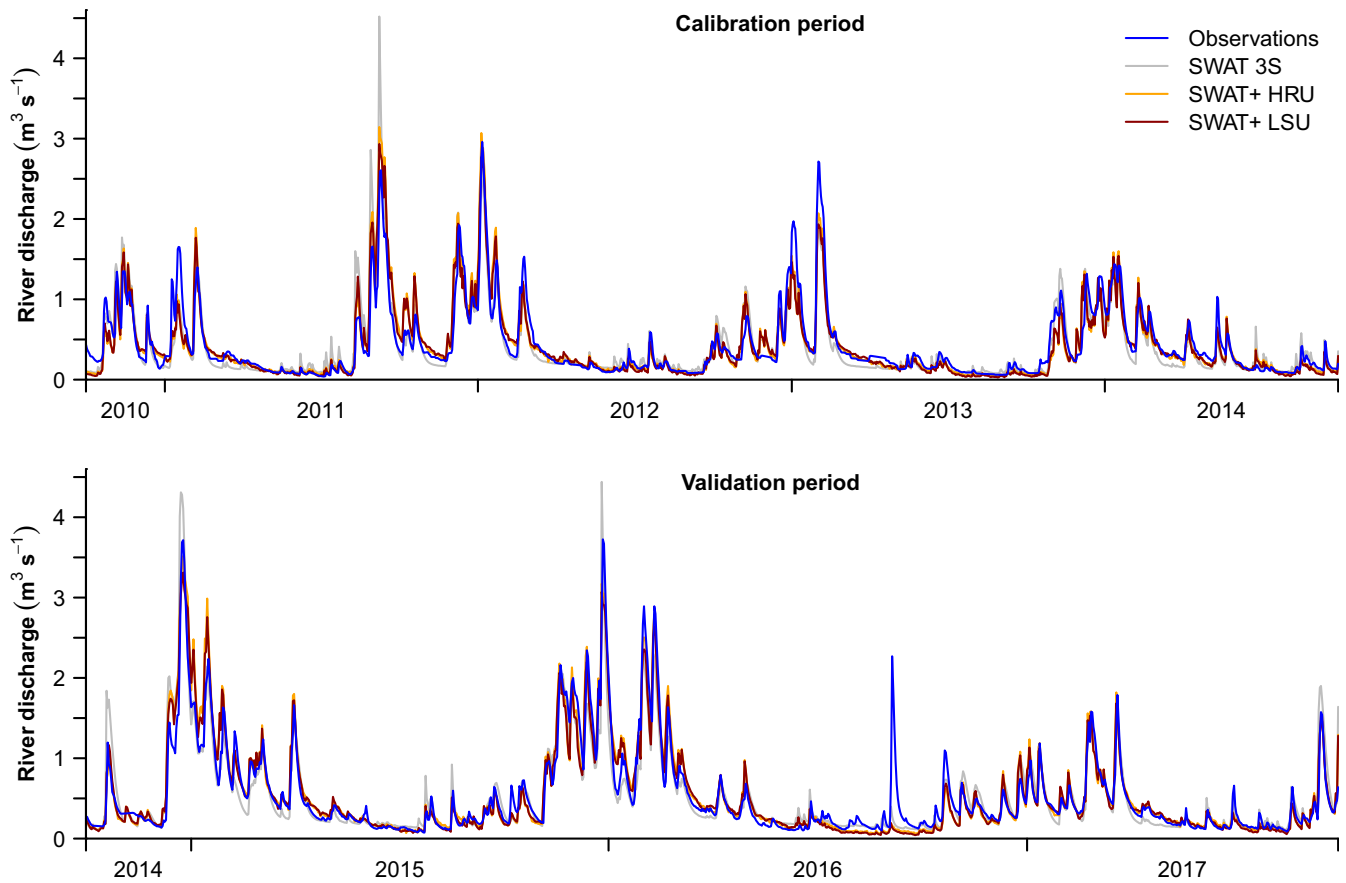 Calibration period
Observations
SWAT 3S
SWAT+ HRU
SWAT+ LSU
River discharge (m³ s⁻¹)
4
3
2
1
0
2010 2011 2012 2013 2014
Validation period
River discharge (m³ s⁻¹)
4
3
2
1
0
2014 2015 2016 2017